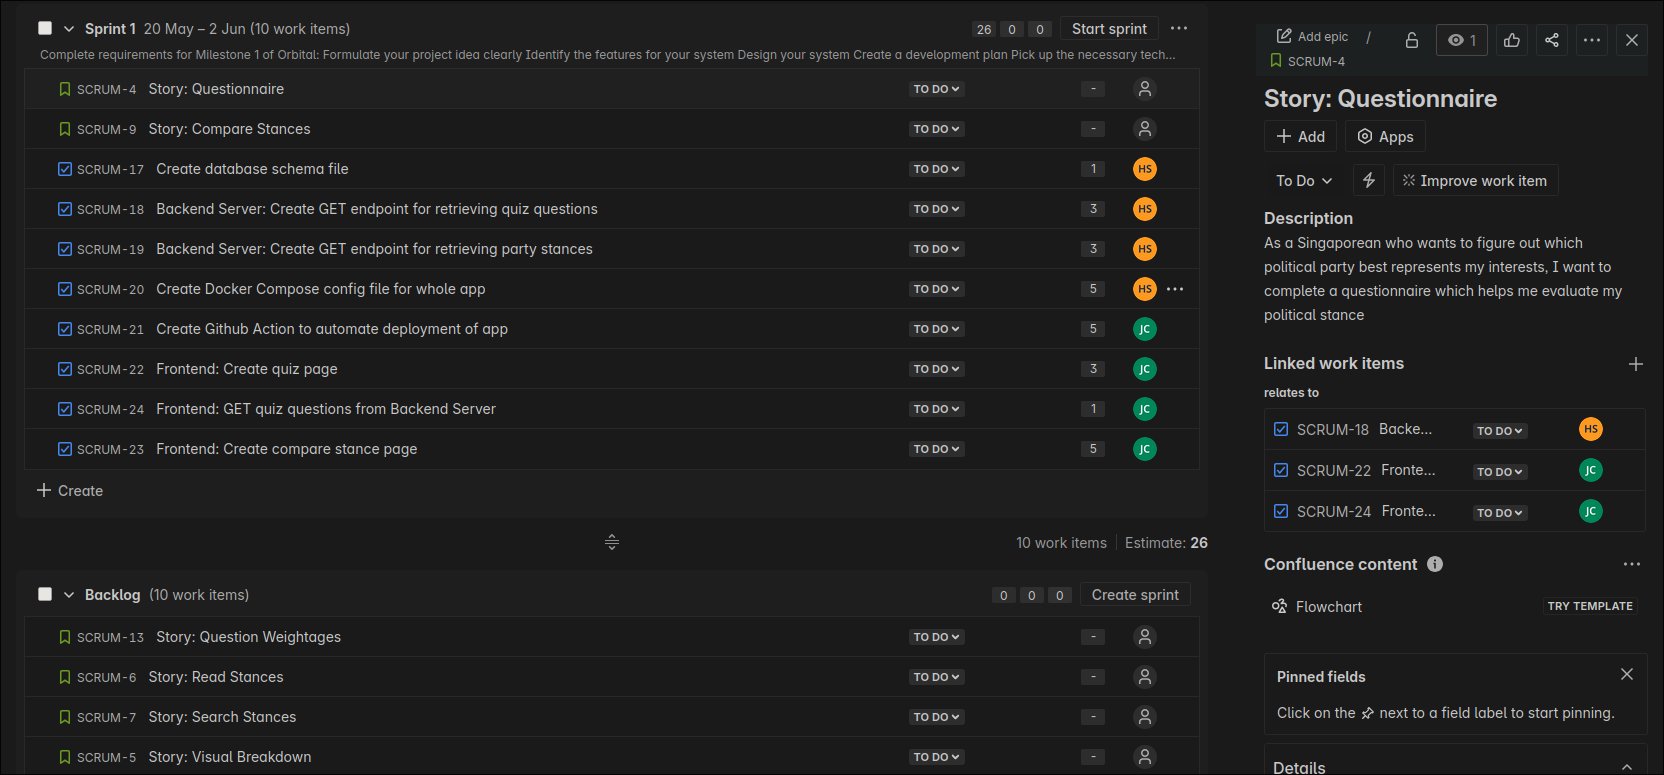 Sprint 1 20 May – 2 Jun (10 work items) 26 0 0 Start sprint
Complete requirements for Milestone 1 of Orbital: Formulate your project idea clearly Identify the features for your system Design your system Create a development plan Pick up the necessary tech...
SCRUM-4 Story: Questionnaire TO DO -
SCRUM-9 Story: Compare Stances TO DO -
SCRUM-17 Create database schema file TO DO 1 HS
SCRUM-18 Backend Server: Create GET endpoint for retrieving quiz questions TO DO 3 HS
SCRUM-19 Backend Server: Create GET endpoint for retrieving party stances TO DO 3 HS
SCRUM-20 Create Docker Compose config file for whole app TO DO 5 HS
SCRUM-21 Create Github Action to automate deployment of app TO DO 5 JC
SCRUM-22 Frontend: Create quiz page TO DO 3 JC
SCRUM-24 Frontend: GET quiz questions from Backend Server TO DO 1 JC
SCRUM-23 Frontend: Create compare stance page TO DO 5 JC
Create
10 work items Estimate: 26
Backlog (10 work items) 0 0 0 Create sprint
SCRUM-13 Story: Question Weightages TO DO -
SCRUM-6 Story: Read Stances TO DO -
SCRUM-7 Story: Search Stances TO DO -
SCRUM-5 Story: Visual Breakdown TO DO -
Add epic / 1
SCRUM-4
Story: Questionnaire
Add Apps
To Do Improve work item
Description
As a Singaporean who wants to figure out which
political party best represents my interests, I want to
complete a questionnaire which helps me evaluate my
political stance
Linked work items
relates to
SCRUM-18 Backe... TO DO HS
SCRUM-22 Fronte... TO DO JC
SCRUM-24 Fronte... TO DO JC
Confluence content
Flowchart TRY TEMPLATE
Pinned fields
Click on the next to a field label to start pinning.
Details